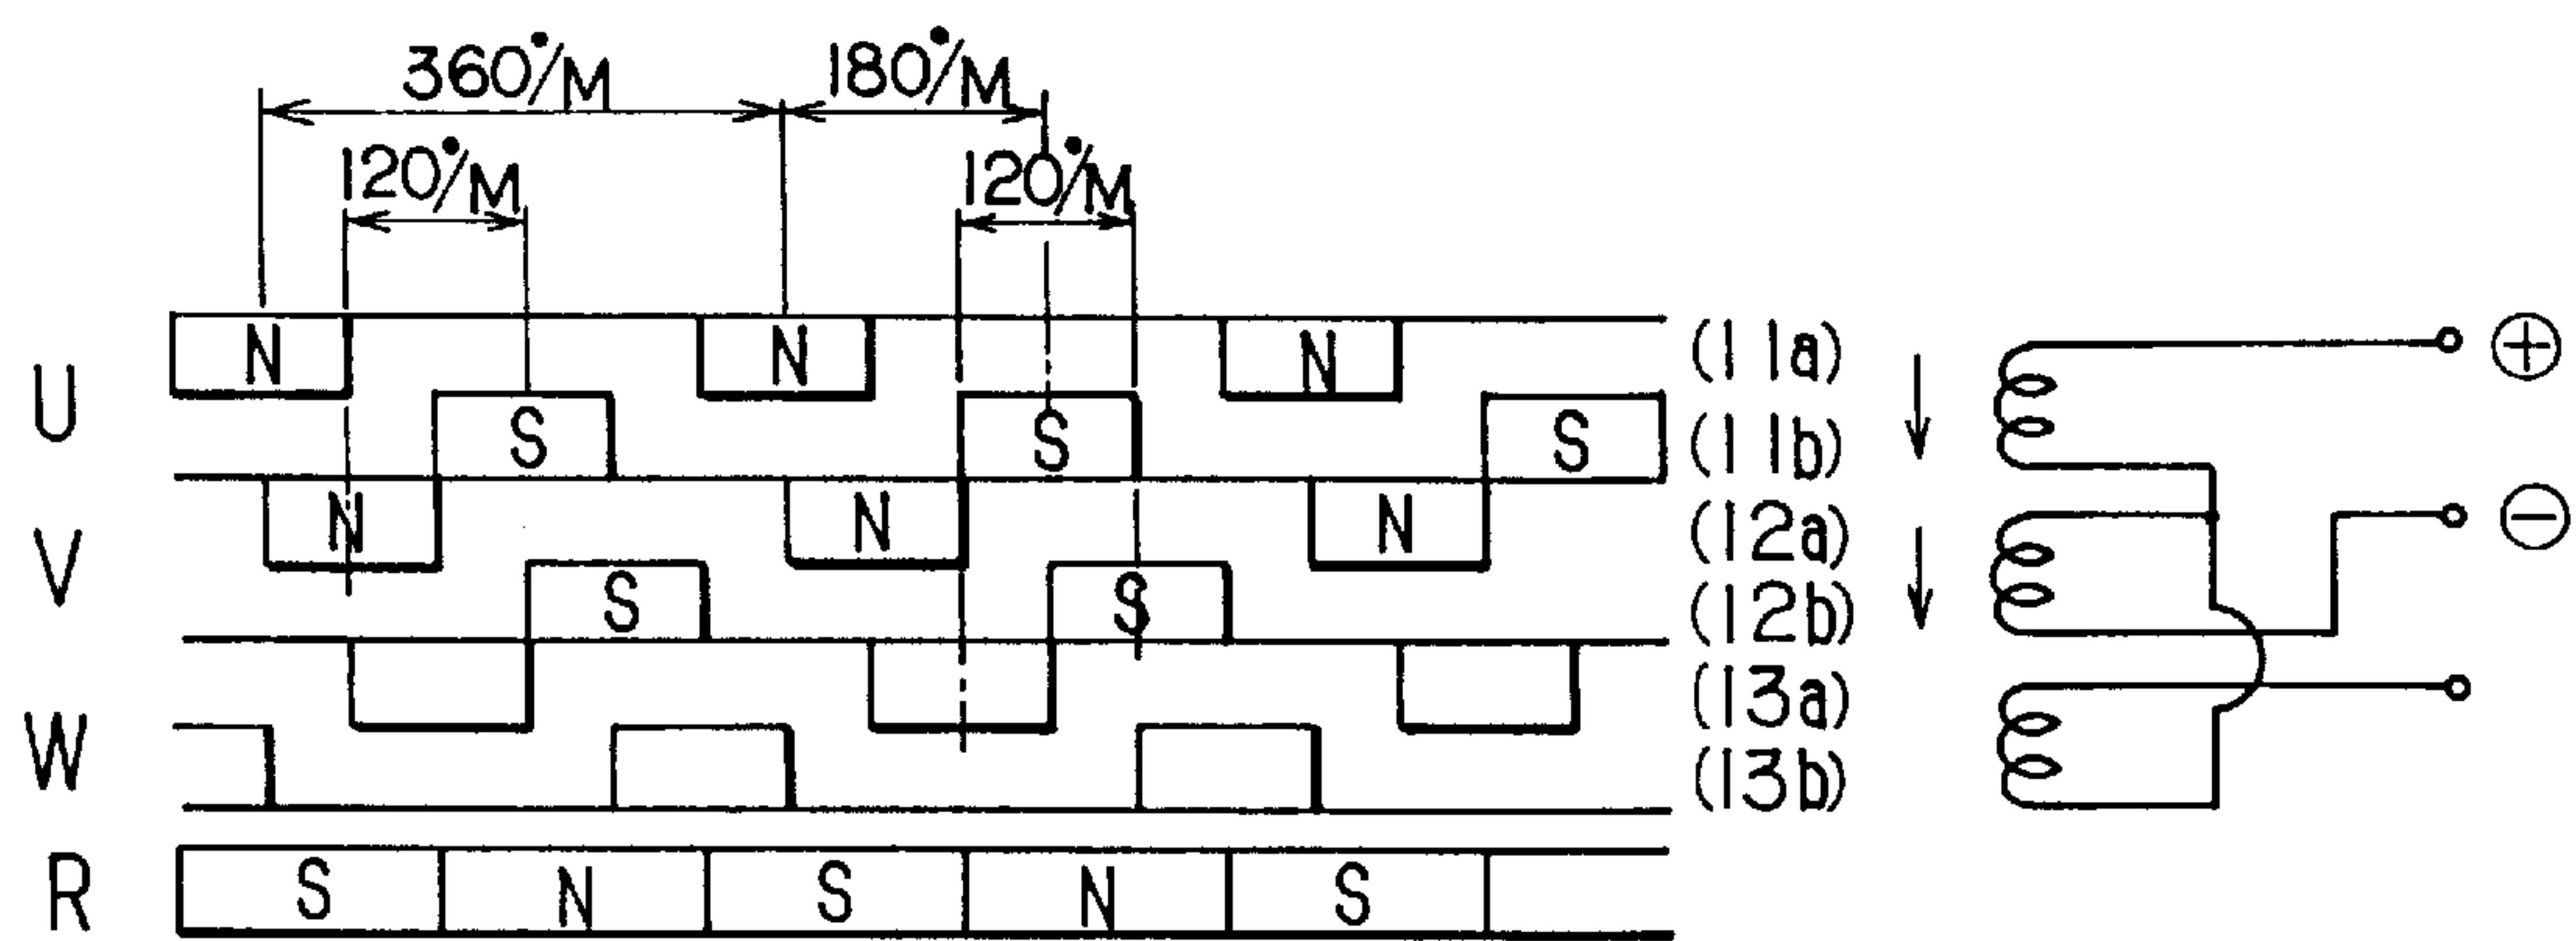 360°/M 180°/M
120°/M 120°/M
U
N N N (11a)
S S S (11b)
V
N N N (12a)
S S (12b)
W
(13a)
(13b)
R S N S N S
⊕
⊖